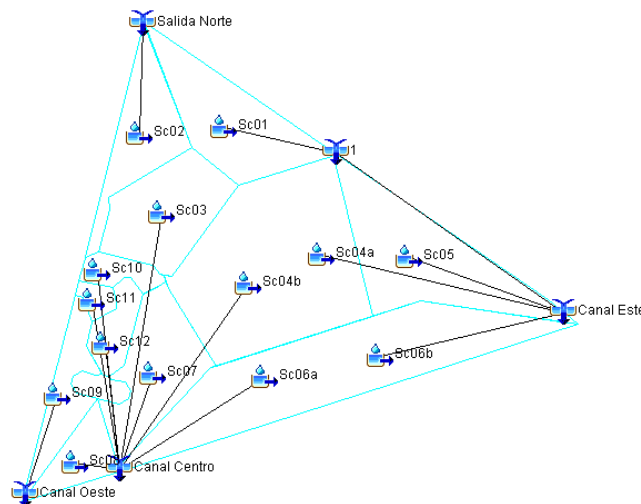 Salida Norte
Sc02
Sc01
1
Sc03
Sc04a
Sc05
Sc10
Sc04b
Sc11
Canal Este
Sc12
Sc06b
Sc07
Sc06a
Sc09
Canal Centro
Canal Oeste